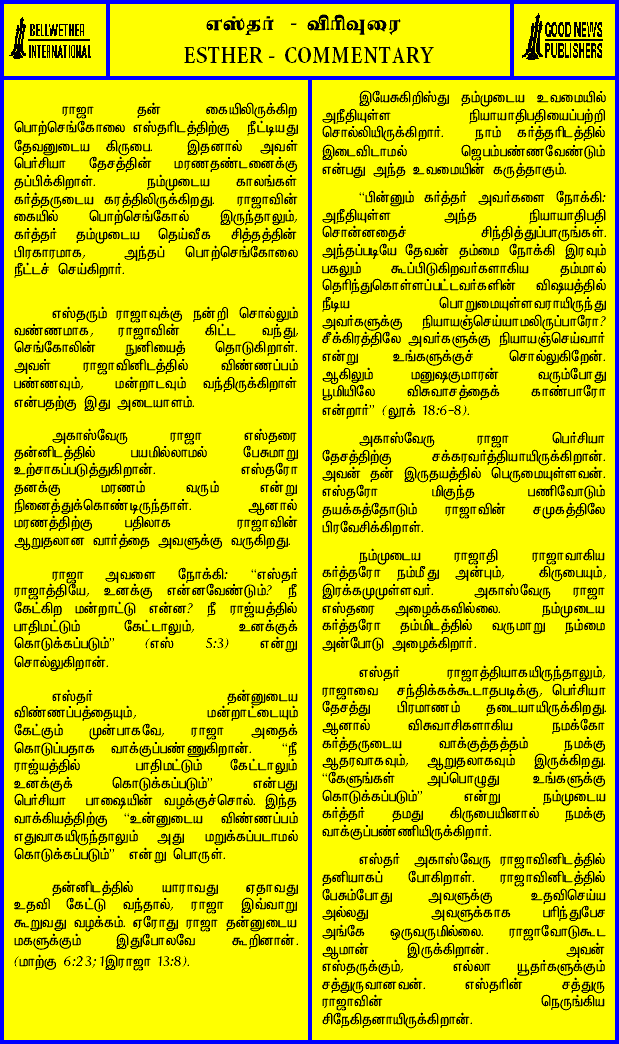 BELLWETHER
INTERNATIONAL
எஸ்தர் - விரிவுரை
ESTHER - COMMENTARY
GOOD NEWS
PUBLISHERS
ராஜா தன் கையிலிருக்கிற
பொற்செங்கோலை எஸ்தரிடத்திற்கு நீட்டியது
தேவனுடைய கிருபை. இதனால் அவள்
பெர்சியா தேசத்தின் மரணதண்டனைக்கு
தப்பிக்கிறாள். நம்முடைய காலங்கள்
கர்த்தருடைய கரத்திலிருக்கிறது. ராஜாவின்
கையில் பொற்செங்கோல் இருந்தாலும்,
கர்த்தர் தம்முடைய தெய்வீக சித்தத்தின்
பிரகாரமாக, அந்தப் பொற்செங்கோலை
நீட்டச் செய்கிறார்.
எஸ்தரும் ராஜாவுக்கு நன்றி சொல்லும்
வண்ணமாக, ராஜாவின் கிட்ட வந்து,
செங்கோலின் நுனியைத் தொடுகிறாள்.
அவள் ராஜாவினிடத்தில் விண்ணப்பம்
பண்ணவும், மன்றாடவும் வந்திருக்கிறாள்
என்பதற்கு இது அடையாளம்.
அகாஸ்வேரு ராஜா எஸ்தரை
தன்னிடத்தில் பயமில்லாமல் பேசுமாறு
உற்சாகப்படுத்துகிறான். எஸ்தரோ
தனக்கு மரணம் வரும் என்று
நினைத்துக்கொண்டிருந்தாள். ஆனால்
மரணத்திற்கு பதிலாக ராஜாவின்
ஆறுதலான வார்த்தை அவளுக்கு வருகிறது.
ராஜா அவளை நோக்கி: “எஸ்தர்
ராஜாத்தியே, உனக்கு என்னவேண்டும்? நீ
கேட்கிற மன்றாட்டு என்ன? நீ ராஜ்யத்தில்
பாதிமட்டும் கேட்டாலும், உனக்குக்
கொடுக்கப்படும்” (எஸ் 5:3) என்று
சொல்லுகிறான்.
எஸ்தர் தன்னுடைய
விண்ணப்பத்தையும், மன்றாட்டையும்
கேட்கும் முன்பாகவே, ராஜா அதைக்
கொடுப்பதாக வாக்குப்பண்ணுகிறான். “நீ
ராஜ்யத்தில் பாதிமட்டும் கேட்டாலும்
உனக்குக் கொடுக்கப்படும்” என்பது
பெர்சியா பாஷையின் வழக்குச்சொல். இந்த
வாக்கியத்திற்கு “உன்னுடைய விண்ணப்பம்
எதுவாகயிருந்தாலும் அது மறுக்கப்படாமல்
கொடுக்கப்படும்” என்று பொருள்.
தன்னிடத்தில் யாராவது ஏதாவது
உதவி கேட்டு வந்தால், ராஜா இவ்வாறு
கூறுவது வழக்கம். ஏரோது ராஜா தன்னுடைய
மகளுக்கும் இதுபோலவே கூறினான்.
(மாற்கு 6:23; 1இராஜா 13:8).
இயேசுகிறிஸ்து தம்முடைய உவமையில்
அநீதியுள்ள நியாயாதிபதியைப்பற்றி
சொல்லியிருக்கிறார். நாம் கர்த்தரிடத்தில்
இடைவிடாமல் ஜெபம்பண்ணவேண்டும்
என்பது அந்த உவமையின் கருத்தாகும்.
“பின்னும் கர்த்தர் அவர்களை நோக்கி:
அநீதியுள்ள அந்த நியாயாதிபதி
சொன்னதைச் சிந்தித்துப்பாருங்கள்.
அந்தப்படியே தேவன் தம்மை நோக்கி இரவும்
பகலும் கூப்பிடுகிறவர்களாகிய தம்மால்
தெரிந்துகொள்ளப்பட்டவர்களின் விஷயத்தில்
நீடிய பொறுமையுள்ளவராயிருந்து
அவர்களுக்கு நியாயஞ்செய்யாமலிருப்பாரோ?
சீக்கிரத்திலே அவர்களுக்கு நியாயஞ்செய்வார்
என்று உங்களுக்குச் சொல்லுகிறேன்.
ஆகிலும் மனுஷகுமாரன் வரும்போது
பூமியிலே விசுவாசத்தைக் காண்பாரோ
என்றார்” (லூக் 18:6-8).
அகாஸ்வேரு ராஜா பெர்சியா
தேசத்திற்கு சக்கரவர்த்தியாயிருக்கிறான்.
அவன் தன் இருதயத்தில் பெருமையுள்ளவன்.
எஸ்தரோ மிகுந்த பணிவோடும்
தயக்கத்தோடும் ராஜாவின் சமுகத்திலே
பிரவேசிக்கிறாள்.
நம்முடைய ராஜாதி ராஜாவாகிய
கர்த்தரோ நம்மீது அன்பும், கிருபையும்,
இரக்கமுமுள்ளவர். அகாஸ்வேரு ராஜா
எஸ்தரை அழைக்கவில்லை. நம்முடைய
கர்த்தரோ தம்மிடத்தில் வருமாறு நம்மை
அன்போடு அழைக்கிறார்.
எஸ்தர் ராஜாத்தியாகயிருந்தாலும்,
ராஜாவை சந்திக்கக்கூடாதபடிக்கு, பெர்சியா
தேசத்து பிரமாணம் தடையாயிருக்கிறது.
ஆனால் விசுவாசிகளாகிய நமக்கோ
கர்த்தருடைய வாக்குத்தத்தம் நமக்கு
ஆதரவாகவும், ஆறுதலாகவும் இருக்கிறது.
“கேளுங்கள் அப்பொழுது உங்களுக்கு
கொடுக்கப்படும்” என்று நம்முடைய
கர்த்தர் தமது கிருபையினால் நமக்கு
வாக்குப்பண்ணியிருக்கிறார்.
எஸ்தர் அகாஸ்வேரு ராஜாவினிடத்தில்
தனியாகப் போகிறாள். ராஜாவினிடத்தில்
பேசும்போது அவளுக்கு உதவிசெய்ய
அல்லது அவளுக்காக பரிந்துபேச
அங்கே ஒருவருமில்லை. ராஜாவோடுகூட
ஆமான் இருக்கிறான். அவன்
எஸ்தருக்கும், எல்லா யூதர்களுக்கும்
சத்துருவானவன். எஸ்தரின் சத்துரு
ராஜாவின் நெருங்கிய
சிநேகிதனாயிருக்கிறான்.